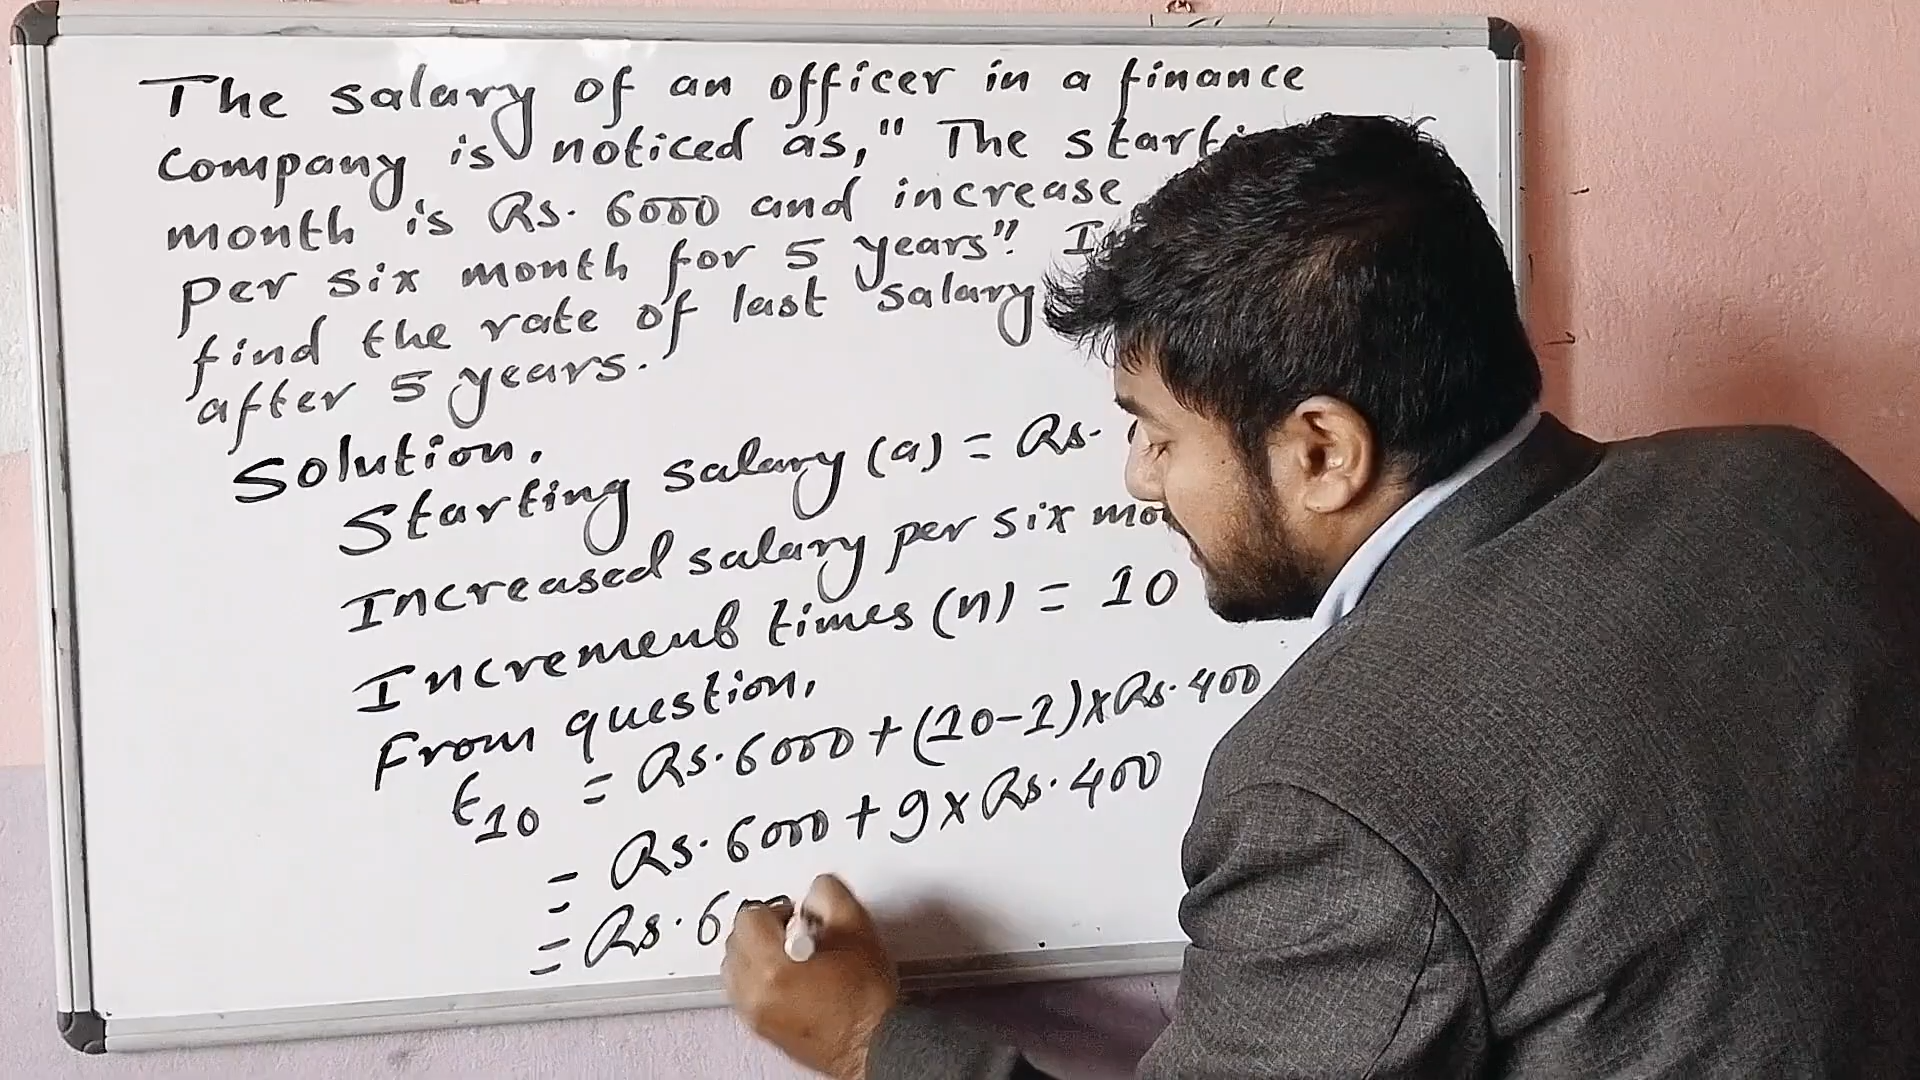 The salary of an officer in a finance
company is noticed as," The
month is Rs. 6000 and increase
per six month for 5 years".
find the rate of last salary
after 5 years.
Solution,
Starting salary (a) = Rs.
Increased salary per six
Increment times (n) = 10
From question,
t10 = Rs. 6000 + (10-1)×Rs. 400
= Rs. 6000 + 9×Rs. 400
= Rs.